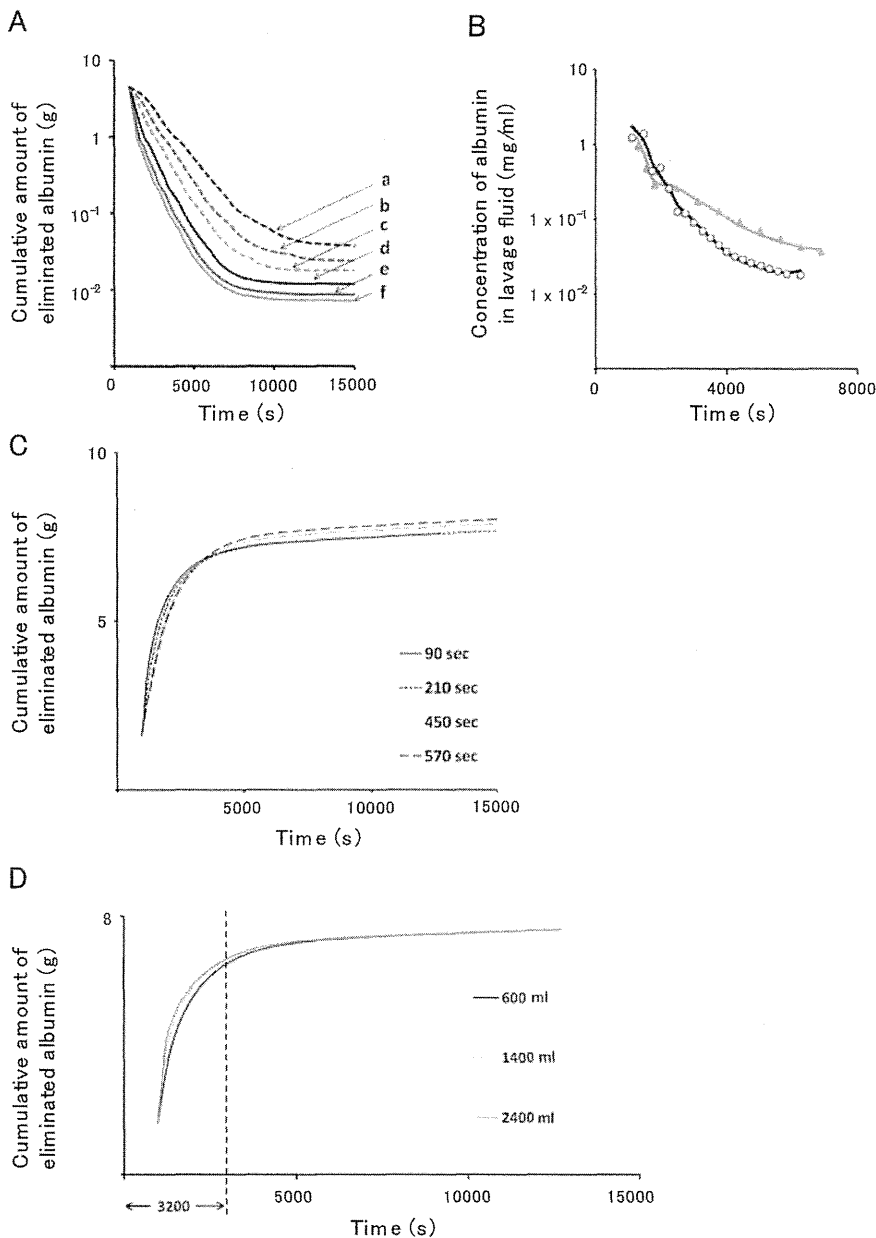 A
Cumulative amount of
eliminated albumin (g)
10
1
10⁻¹
10⁻²
a
b
c
d
e
f
0
5000
10000
15000
Time (s)
B
Concentration of albumin
in lavage fluid (mg/ml)
10
1
1 x 10⁻¹
1 x 10⁻²
0
4000
8000
Time (s)
C
Cumulative amount of
eliminated albumin (g)
10
5
90 sec
210 sec
450 sec
570 sec
5000
10000
15000
Time (s)
D
Cumulative amount of
eliminated albumin (g)
8
600 ml
1400 ml
2400 ml
3200
5000
10000
15000
Time (s)